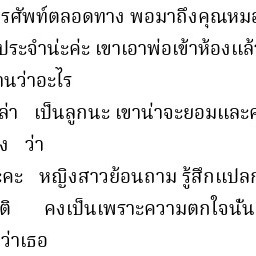 รศัพท์ตลอดทาง พอมาถึงคุณหมอ
ประจำน่ะค่ะ เขาเอาพ่อเข้าห้องแล้
านว่าอะไร
ล่า เป็นลูกนะ เขาน่าจะยอมและค
ง ว่า
ะคะ หญิงสาวย้อนถาม รู้สึกแปลก
ติ คงเป็นเพราะความตกใจนั่น
ว่าเธอ